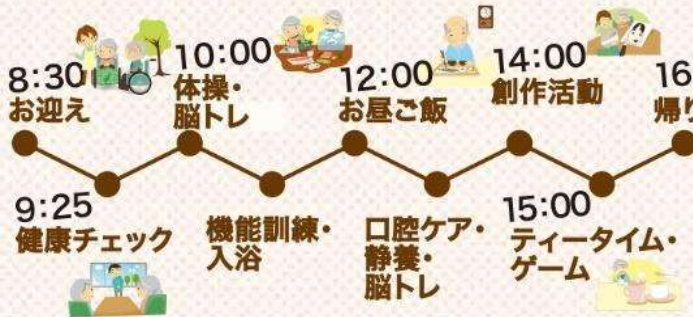 8:30
お迎え
9:25
健康チェック
10:00
体操・
脳トレ
機能訓練・
入浴
12:00
お昼ご飯
口腔ケア・
静養・
脳トレ
14:00
創作活動
15:00
ティータイム・
ゲーム
16
帰